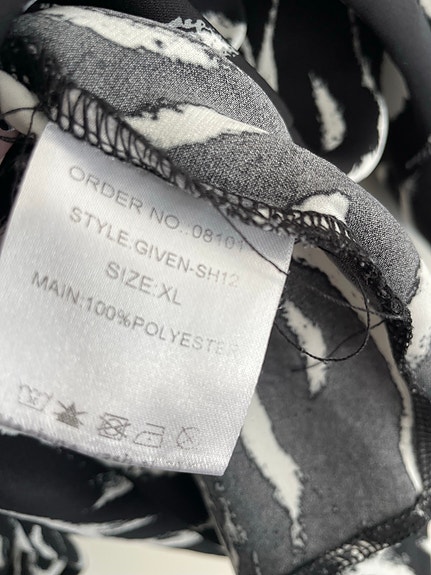 ORDER NO.:08101
STYLE.GIVEN-SH12
SIZE:XL
MAIN:100%POLYESTER